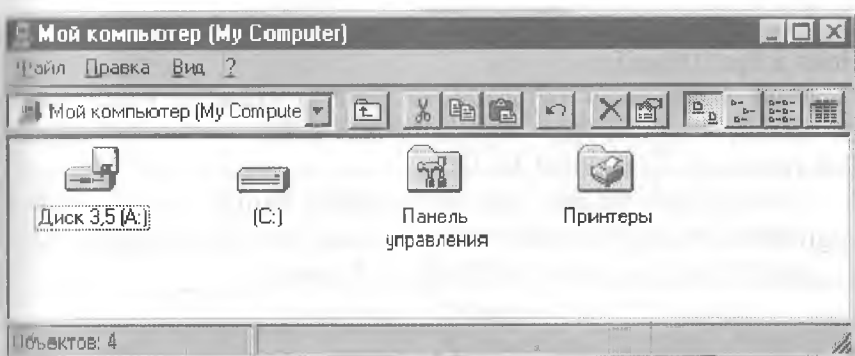 Мой компьютер (My Computer)
Файл Правка Вид ?
Мой компьютер (My Compute
Диск 3,5 (A:)
(C:)
Панель
управления
Принтеры
Объектов: 4